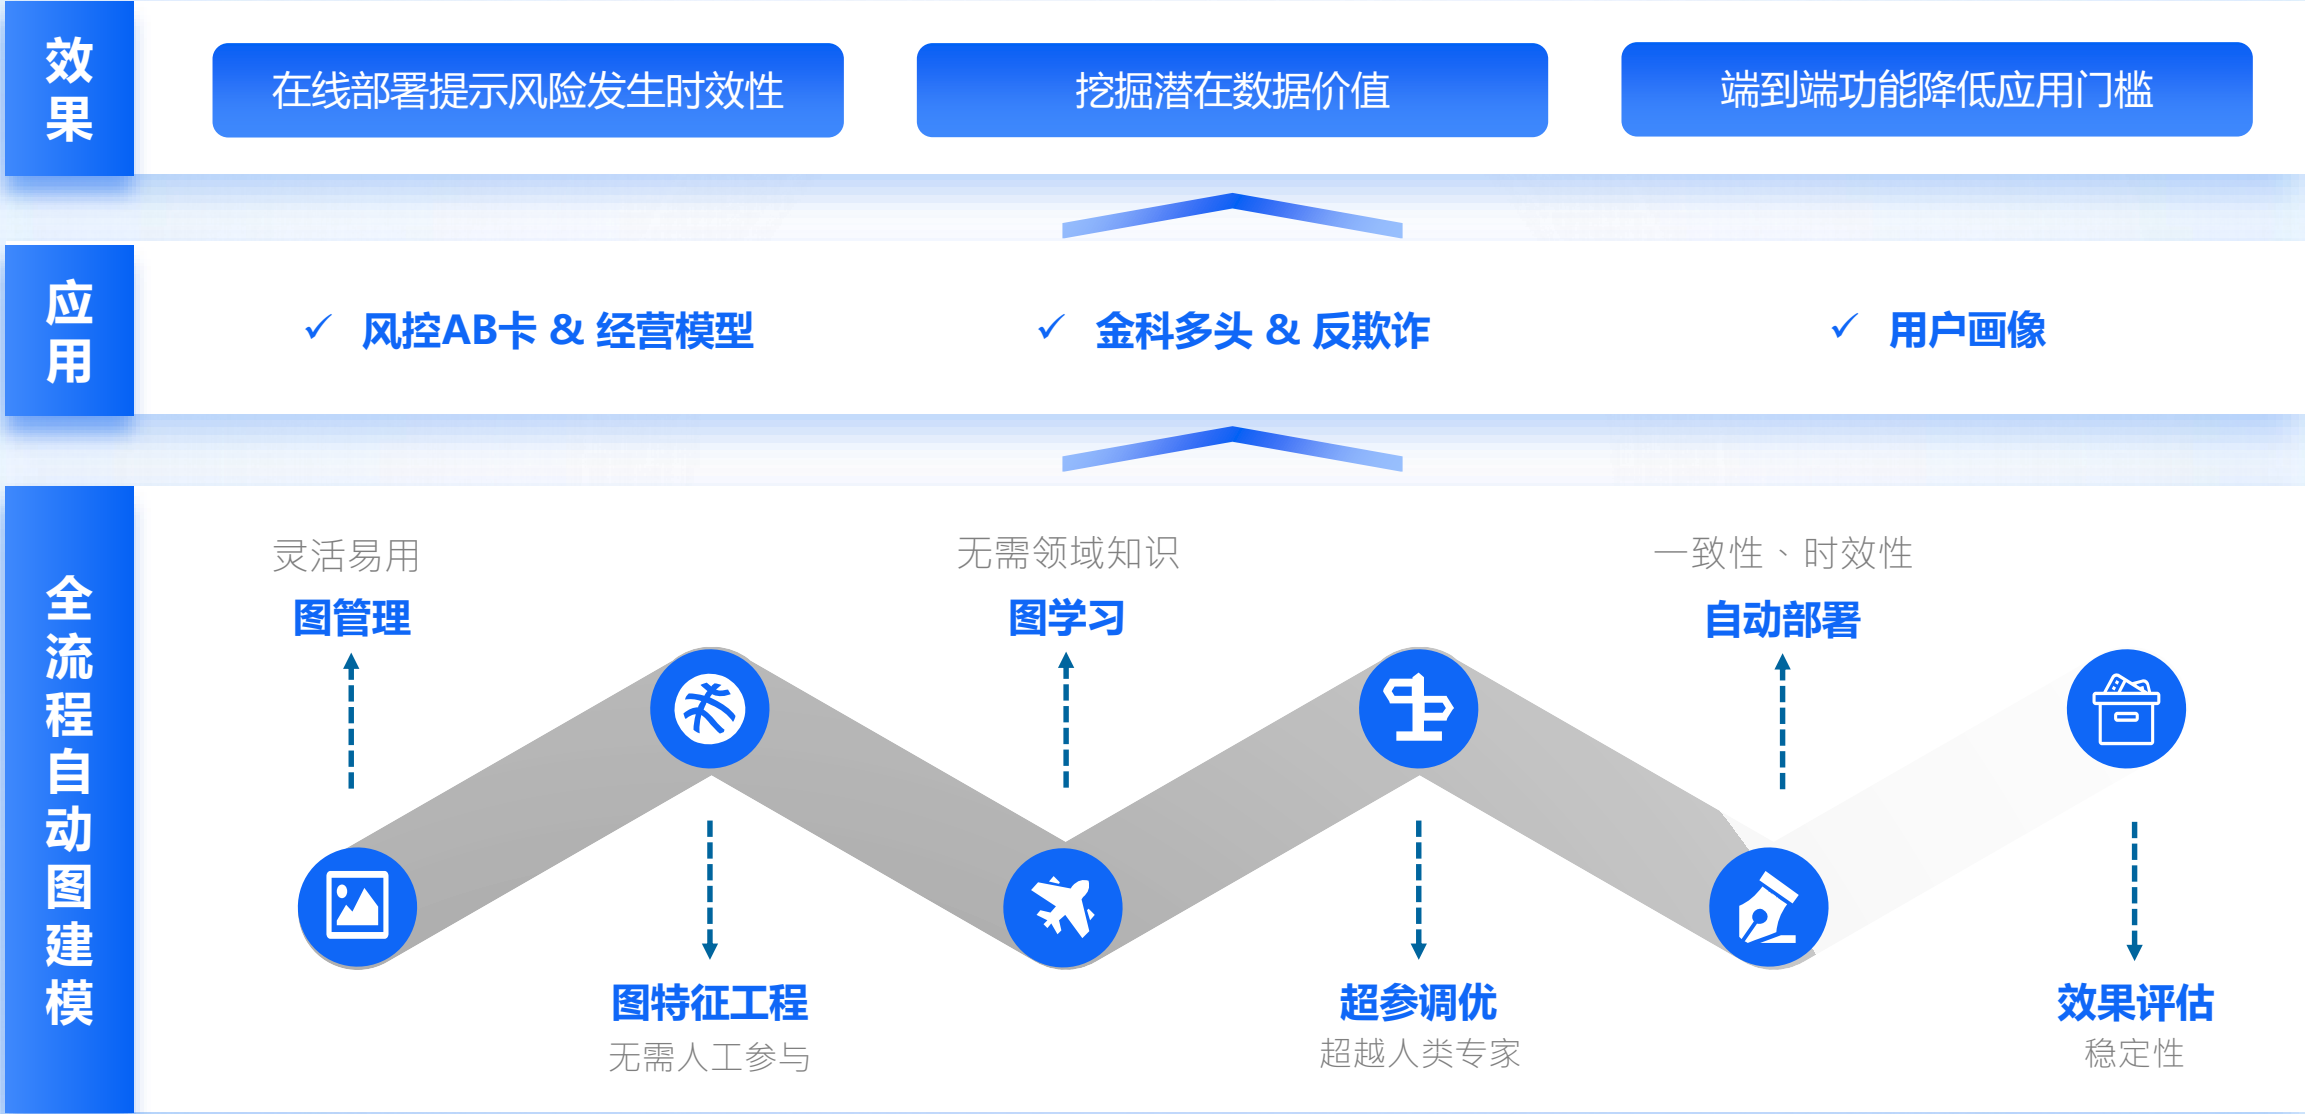 效果
在线部署提示风险发生时效性
挖掘潜在数据价值
端到端功能降低应用门槛
应用
✓ 风控AB卡 & 经营模型
✓ 金科多头 & 反欺诈
✓ 用户画像
全流程自动图建模
灵活易用
图管理
无需领域知识
图学习
一致性、时效性
自动部署
图特征工程
无需人工参与
超参调优
超越人类专家
效果评估
稳定性